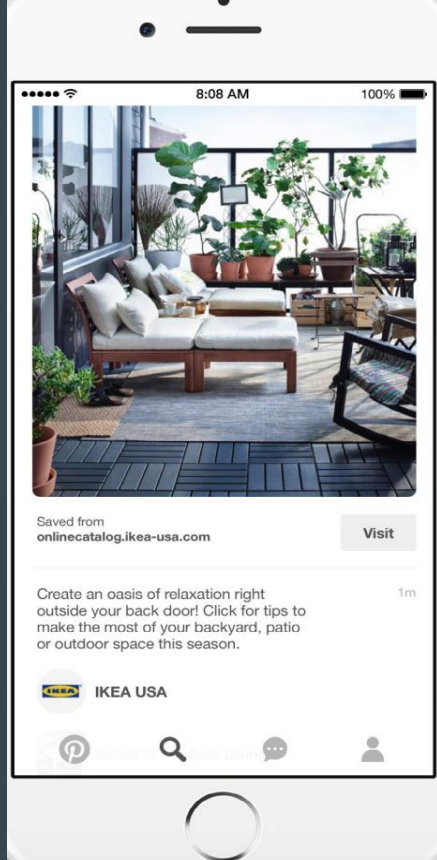 8:08 AM
100%
Saved from
onlinecatalog.ikea-usa.com
Visit
Create an oasis of relaxation right
1m
outside your back door! Click for tips to
make the most of your backyard, patio
or outdoor space this season.
IKEA
IKEA USA